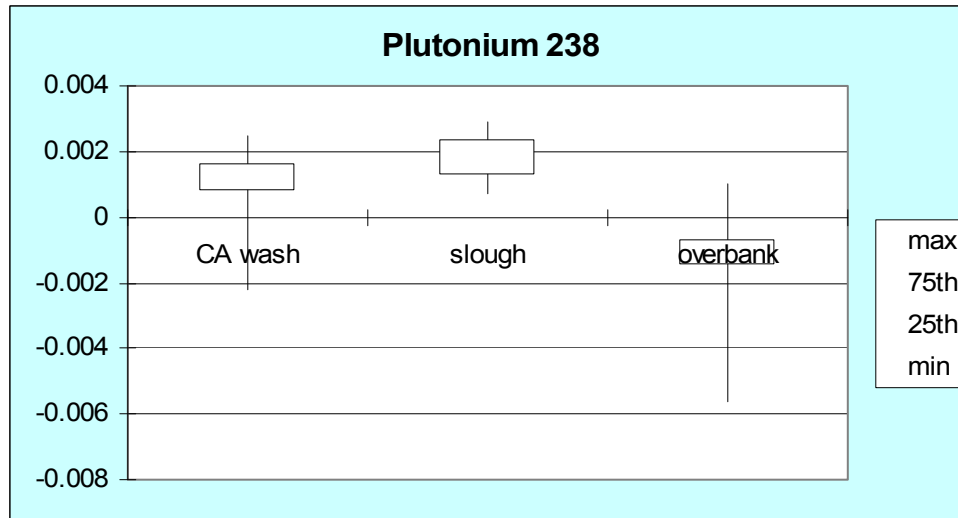 Plutonium 238
0.004
0.002
0
-0.002
-0.004
-0.006
-0.008
CA wash
slough
overbank
max
75th
25th
min